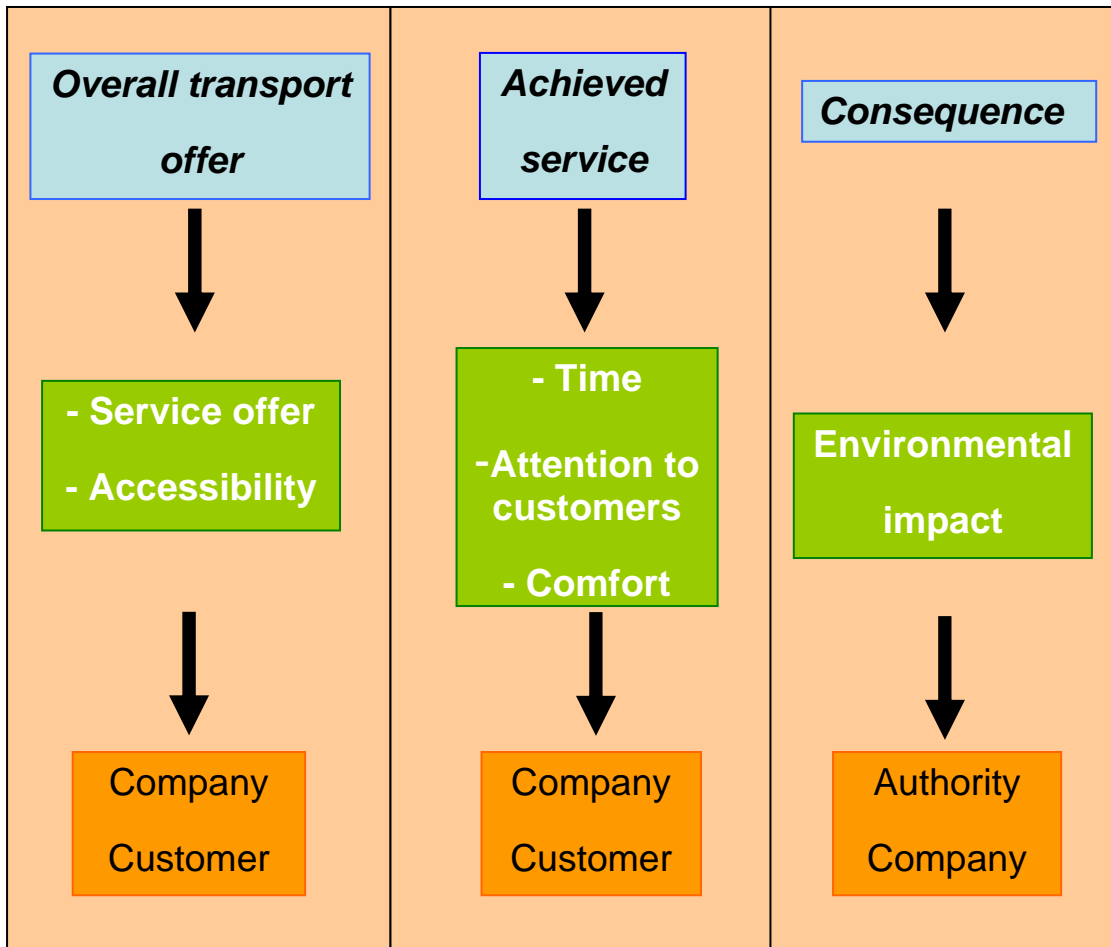 Overall transport
offer
- Service offer
- Accessibility
Company
Customer
Achieved
service
- Time
-Attention to
customers
- Comfort
Company
Customer
Consequence
Environmental
impact
Authority
Company